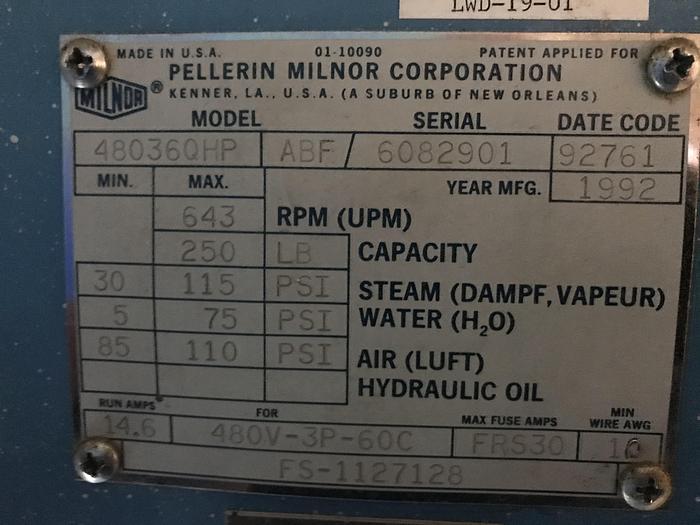 LWD-19-01
MADE IN U.S.A. 01-10090 PATENT APPLIED FOR
MILNOR ® PELLERIN MILNOR CORPORATION
KENNER, LA., U.S.A. (A SUBURB OF NEW ORLEANS)
MODEL SERIAL DATE CODE
48036QHP ABF / 6082901 92761
MIN. MAX. YEAR MFG. 1992
643 RPM (UPM)
250 LB CAPACITY
30 115 PSI STEAM (DAMPF, VAPEUR)
5 75 PSI WATER (H₂O)
85 110 PSI AIR (LUFT)
HYDRAULIC OIL
RUN AMPS FOR MAX FUSE AMPS MIN WIRE AWG
14.6 480V-3P-60C FRS30 10
FS-1127128